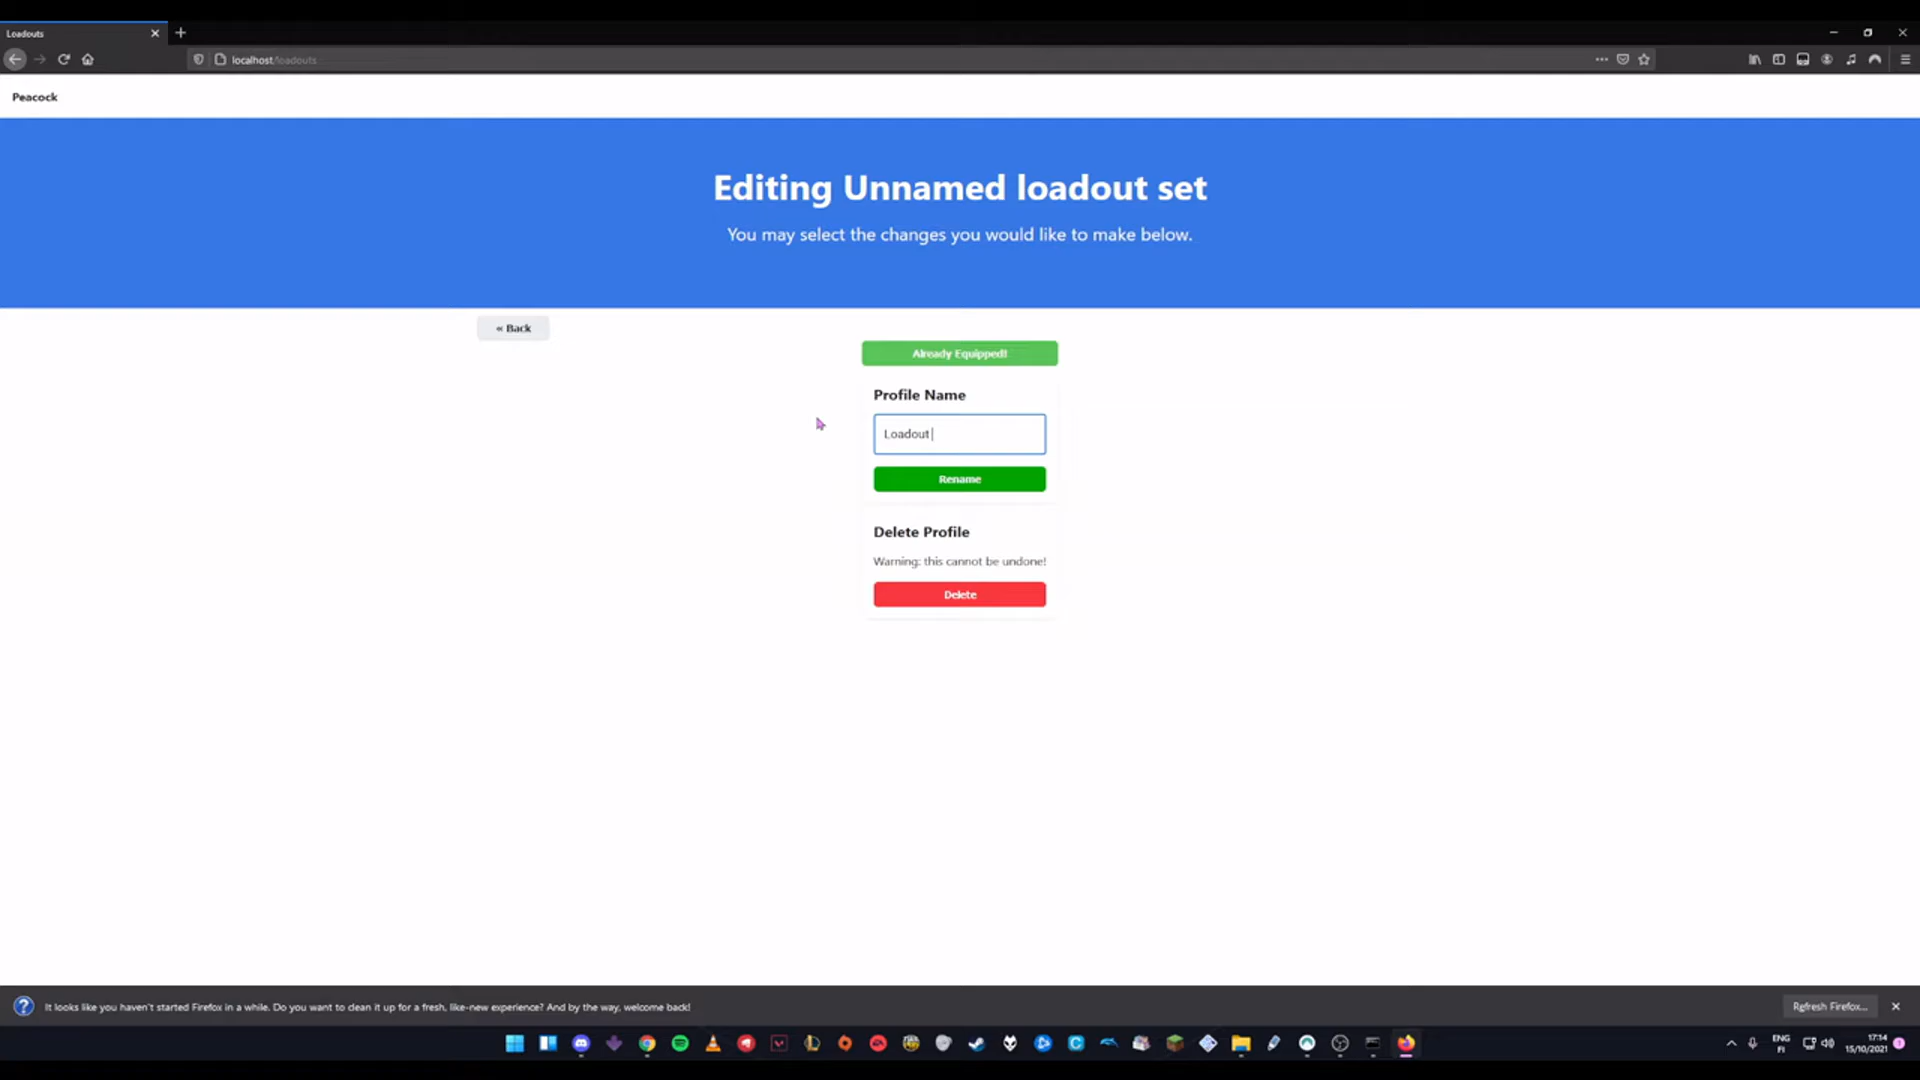 Loadouts
localhost/loadouts
Peacock
Editing Unnamed loadout set
You may select the changes you would like to make below.
« Back
Already Equipped!
Profile Name
Loadout
Rename
Delete Profile
Warning: this cannot be undone!
Delete
It looks like you haven't started Firefox in a while. Do you want to clean it up for a fresh, like-new experience? And by the way, welcome back!
Refresh Firefox...
ENG
FI
17:14
15/10/2021